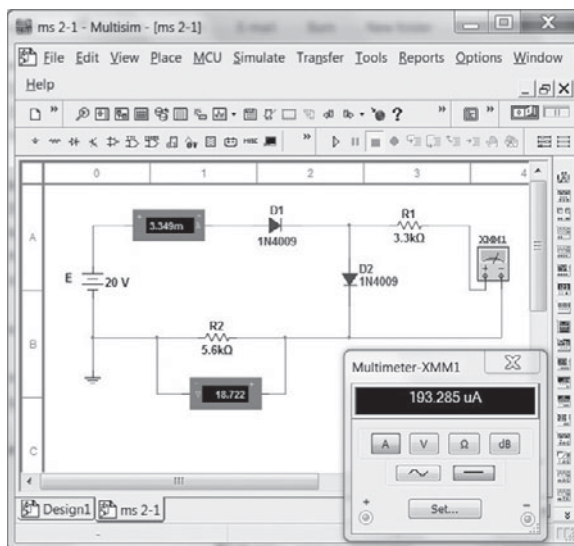 ms 2-1 - Multisim - [ms 2-1]
File Edit View Place MCU Simulate Transfer Tools Reports Options Window
Help
0 1 2 3 4
A
B
C
3.349m
D1
1N4009
R1
3.3kΩ
XMM1
D2
1N4009
E
20 V
R2
5.6kΩ
18.722
Multimeter-XMM1
193.285 uA
A V Ω dB
+ Set... -
Design1 ms 2-1